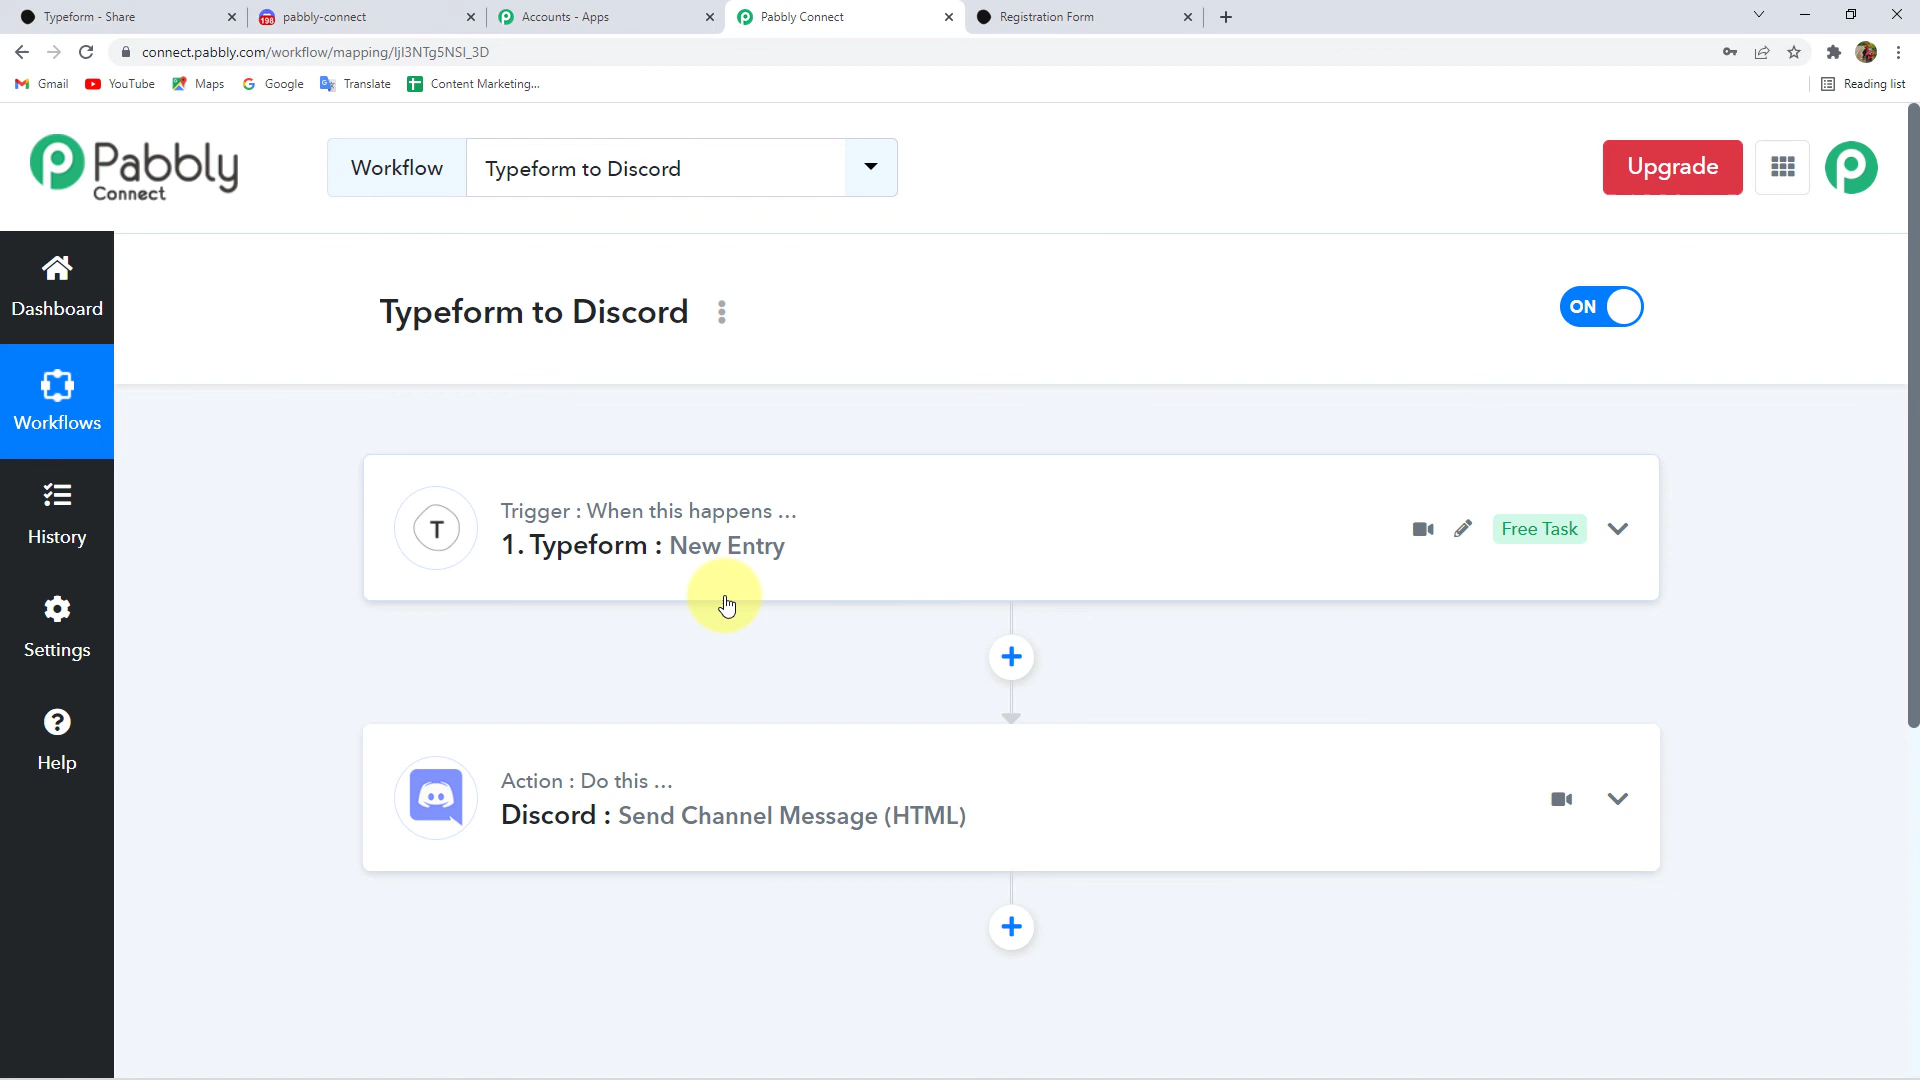 Typeform - Share
198
pabbly-connect
Accounts - Apps
Pabbly Connect
Registration Form
connect.pabbly.com/workflow/mapping/IjI3NTg5NSI_3D
Gmail
YouTube
Maps
Google
Translate
Content Marketing...
Reading list
Pabbly
Connect
Workflow
Typeform to Discord
Upgrade
Dashboard
Workflows
History
Settings
Help
Typeform to Discord
ON
T
Trigger : When this happens ...
1. Typeform : New Entry
Free Task
Action : Do this ...
Discord : Send Channel Message (HTML)